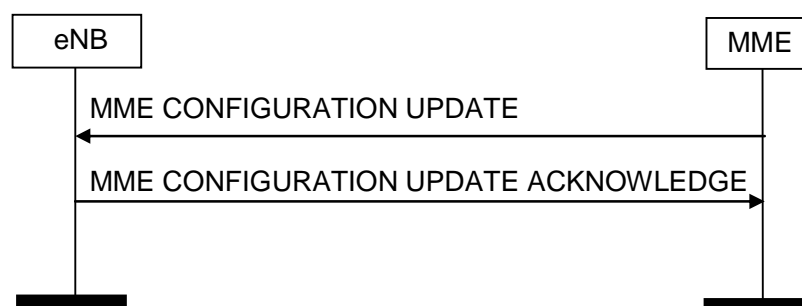 eNB
MME
MME CONFIGURATION UPDATE
MME CONFIGURATION UPDATE ACKNOWLEDGE